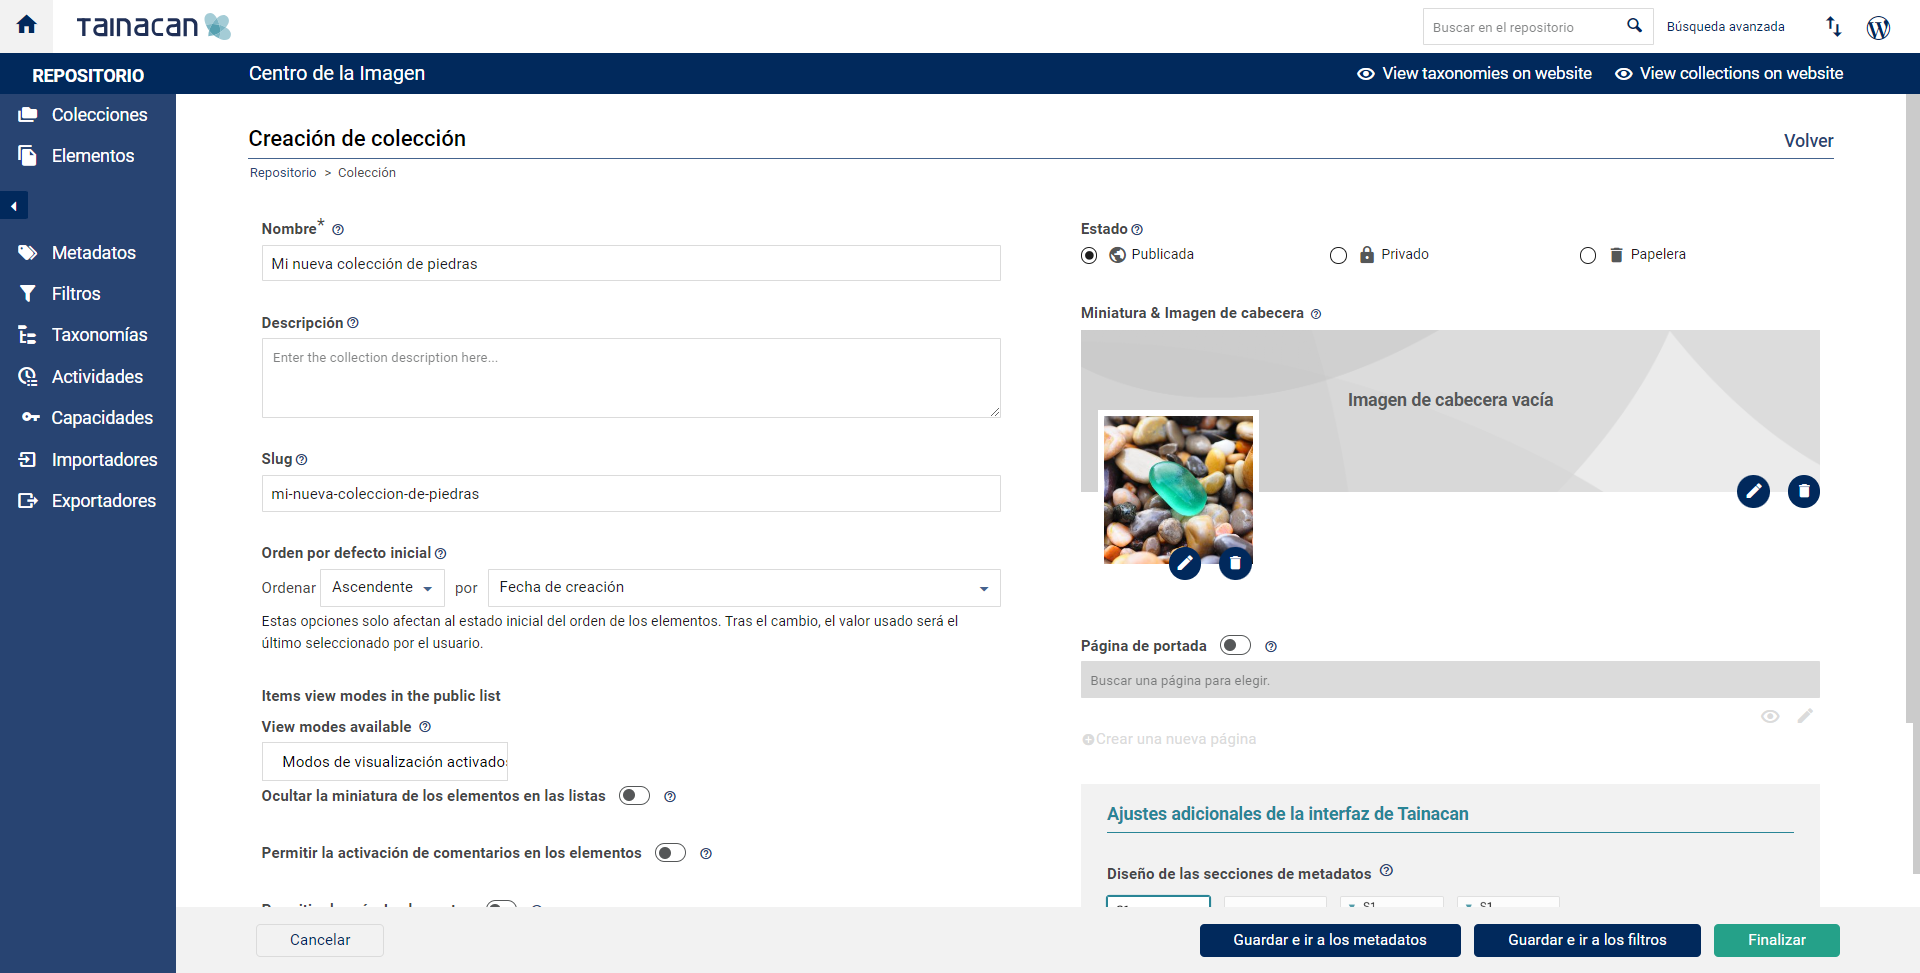 Tainacan
Buscar en el repositorio
Búsqueda avanzada
REPOSITORIO
Centro de la Imagen
View taxonomies on website
View collections on website
Colecciones
Elementos
Metadatos
Filtros
Taxonomías
Actividades
Capacidades
Importadores
Exportadores
Creación de colección
Volver
Repositorio > Colección
Nombre*
Mi nueva colección de piedras
Descripción
Enter the collection description here...
Slug
mi-nueva-coleccion-de-piedras
Orden por defecto inicial
Ordenar Ascendente por Fecha de creación
Estas opciones solo afectan al estado inicial del orden de los elementos. Tras el cambio, el valor usado será el
último seleccionado por el usuario.
Items view modes in the public list
View modes available
Modos de visualización activados
Ocultar la miniatura de los elementos en las listas
Permitir la activación de comentarios en los elementos
Estado
Publicada
Privado
Papelera
Miniatura & Imagen de cabecera
Imagen de cabecera vacía
Página de portada
Buscar una página para elegir.
Crear una nueva página
Ajustes adicionales de la interfaz de Tainacan
Diseño de las secciones de metadatos
S1 S1
Cancelar
Guardar e ir a los metadatos
Guardar e ir a los filtros
Finalizar